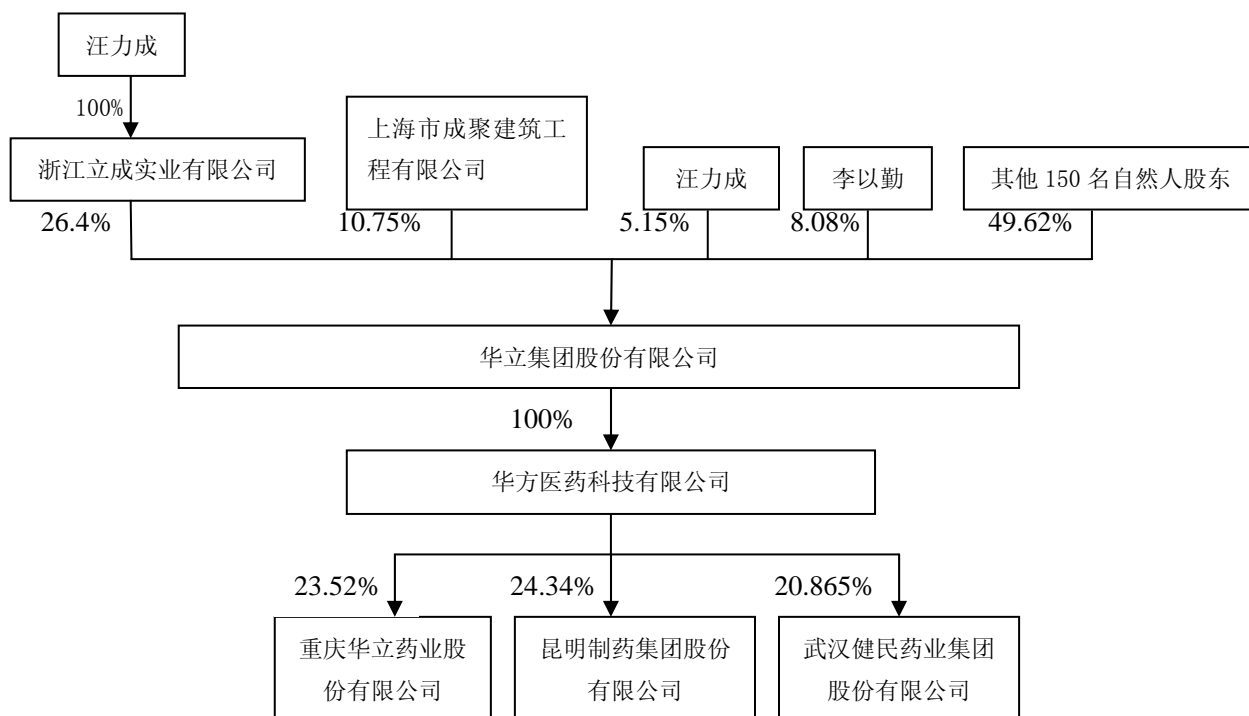 汪力成
100%
浙江立成实业有限公司
上海市成聚建筑工
程有限公司
汪力成
李以勤
其他 150 名自然人股东
26.4%
10.75%
5.15%
8.08%
49.62%
华立集团股份有限公司
100%
华方医药科技有限公司
23.52%
24.34%
20.865%
重庆华立药业股
份有限公司
昆明制药集团股份
有限公司
武汉健民药业集团
股份有限公司